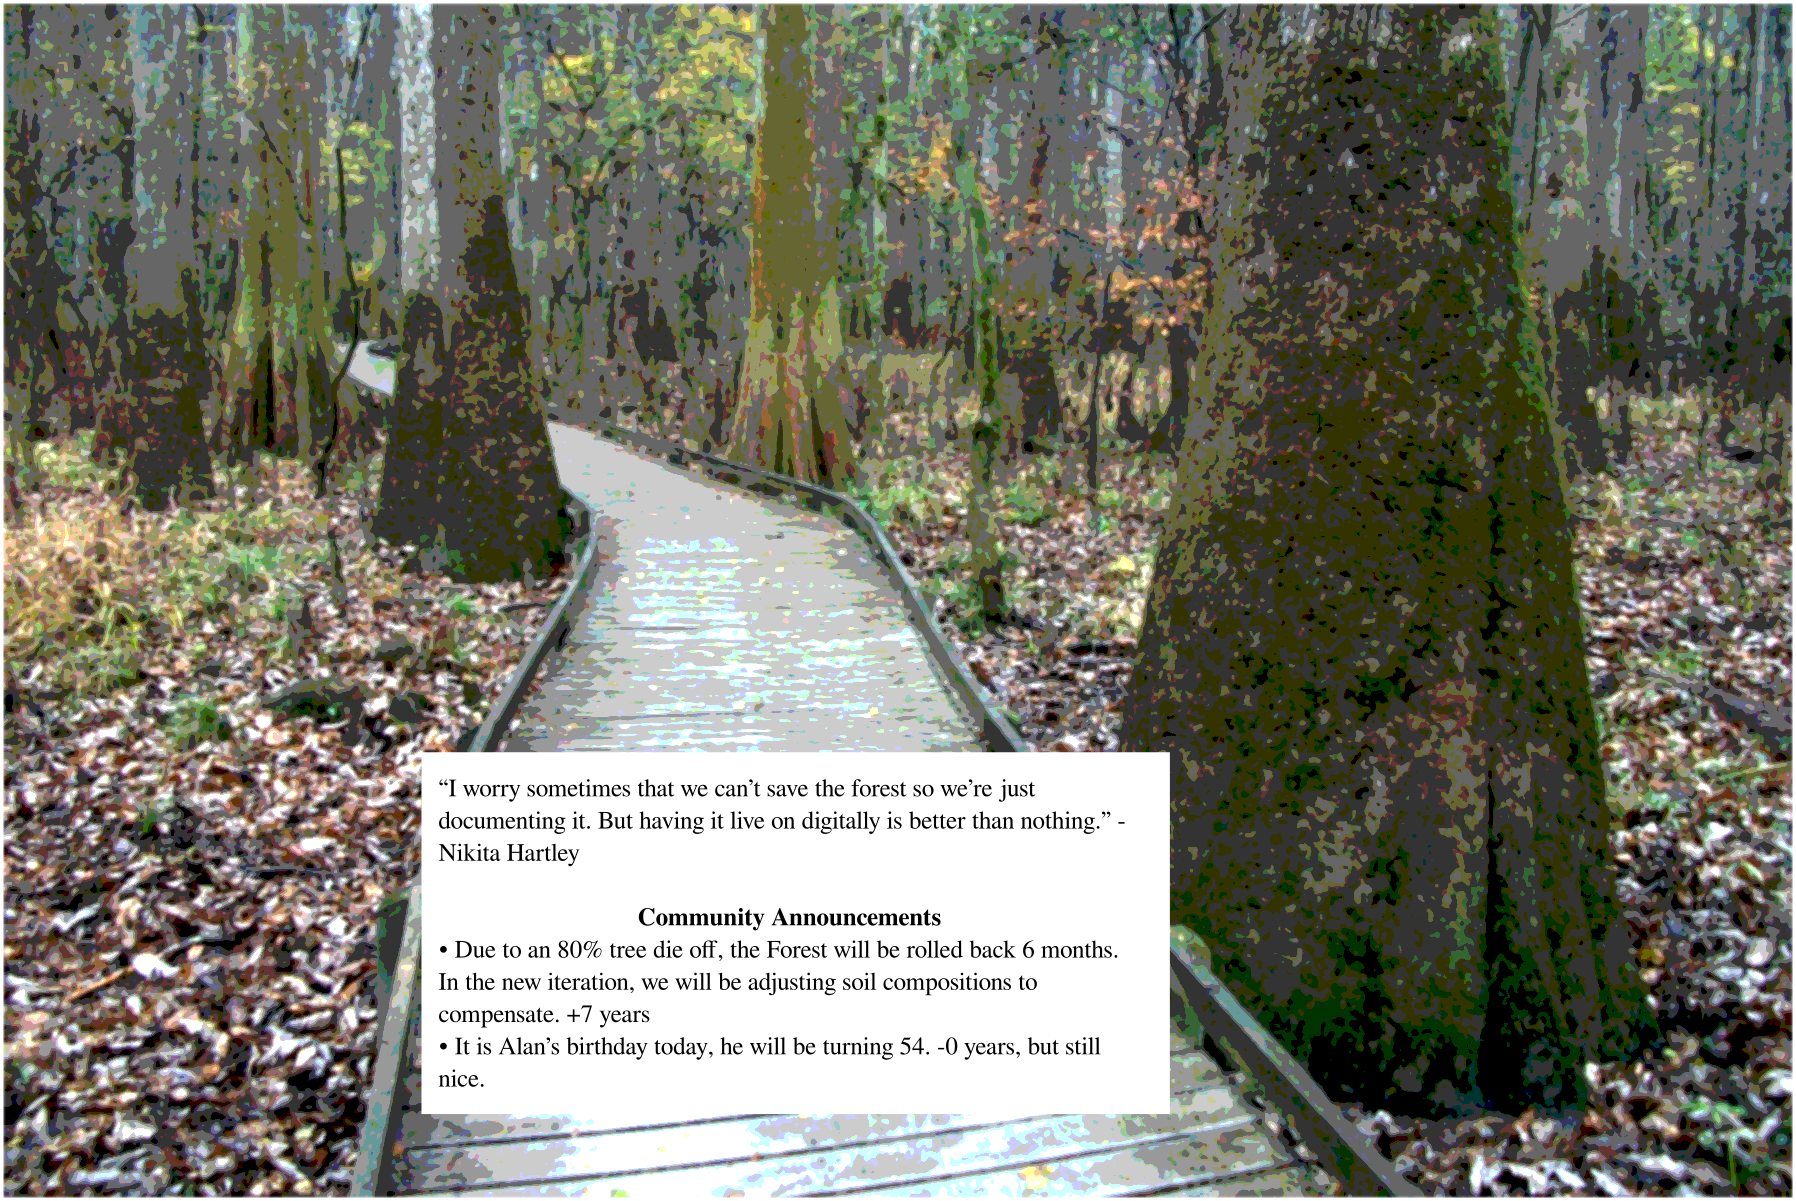 “I worry sometimes that we can’t save the forest so we’re just
documenting it. But having it live on digitally is better than nothing.” -
Nikita Hartley
Community Announcements
• Due to an 80% tree die off, the Forest will be rolled back 6 months.
In the new iteration, we will be adjusting soil compositions to
compensate. +7 years
• It is Alan’s birthday today, he will be turning 54. -0 years, but still
nice.